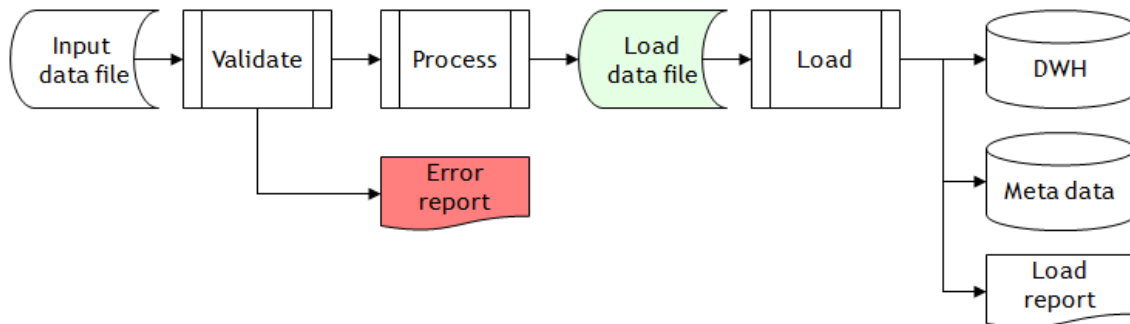 Input
data file
Validate
Process
Load
data file
Load
DWH
Error
report
Meta data
Load
report